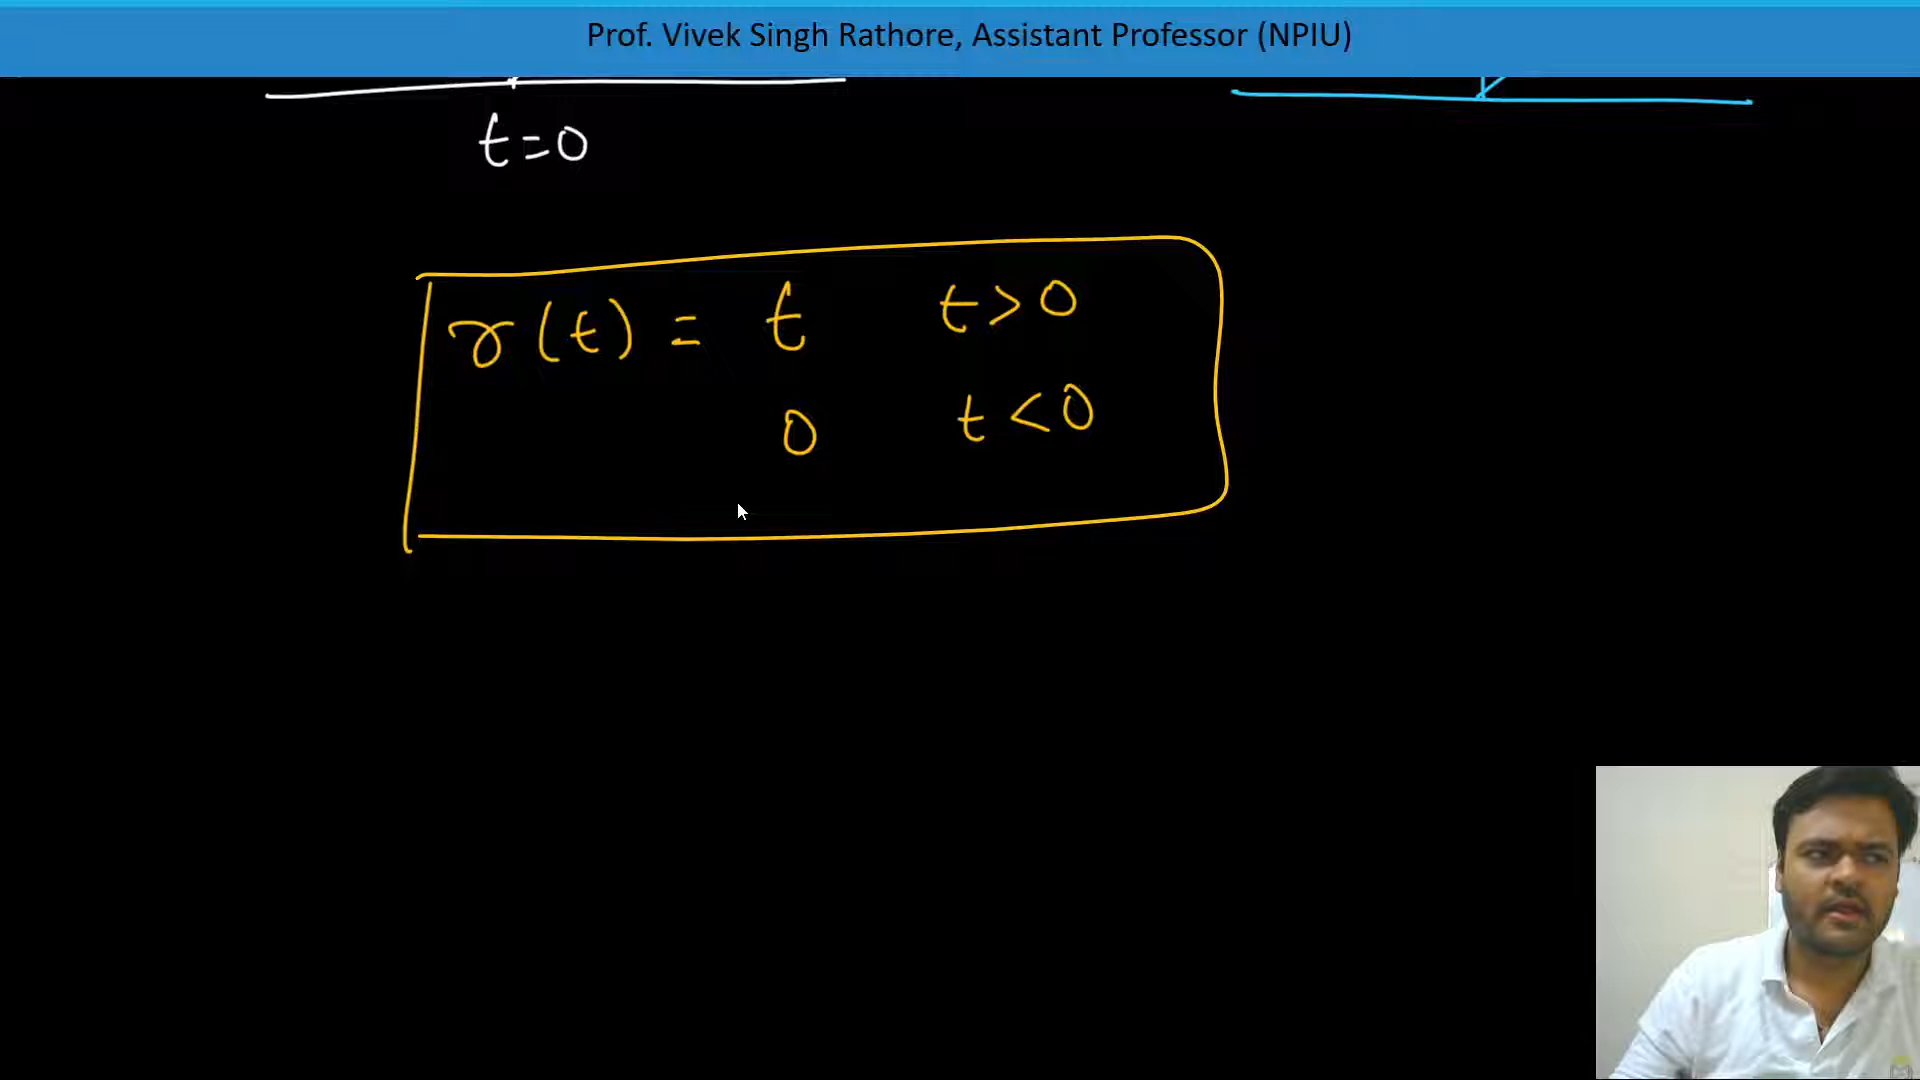 Prof. Vivek Singh Rathore, Assistant Professor (NPIU)
t=0
r(t) = t t>0
0 t<0